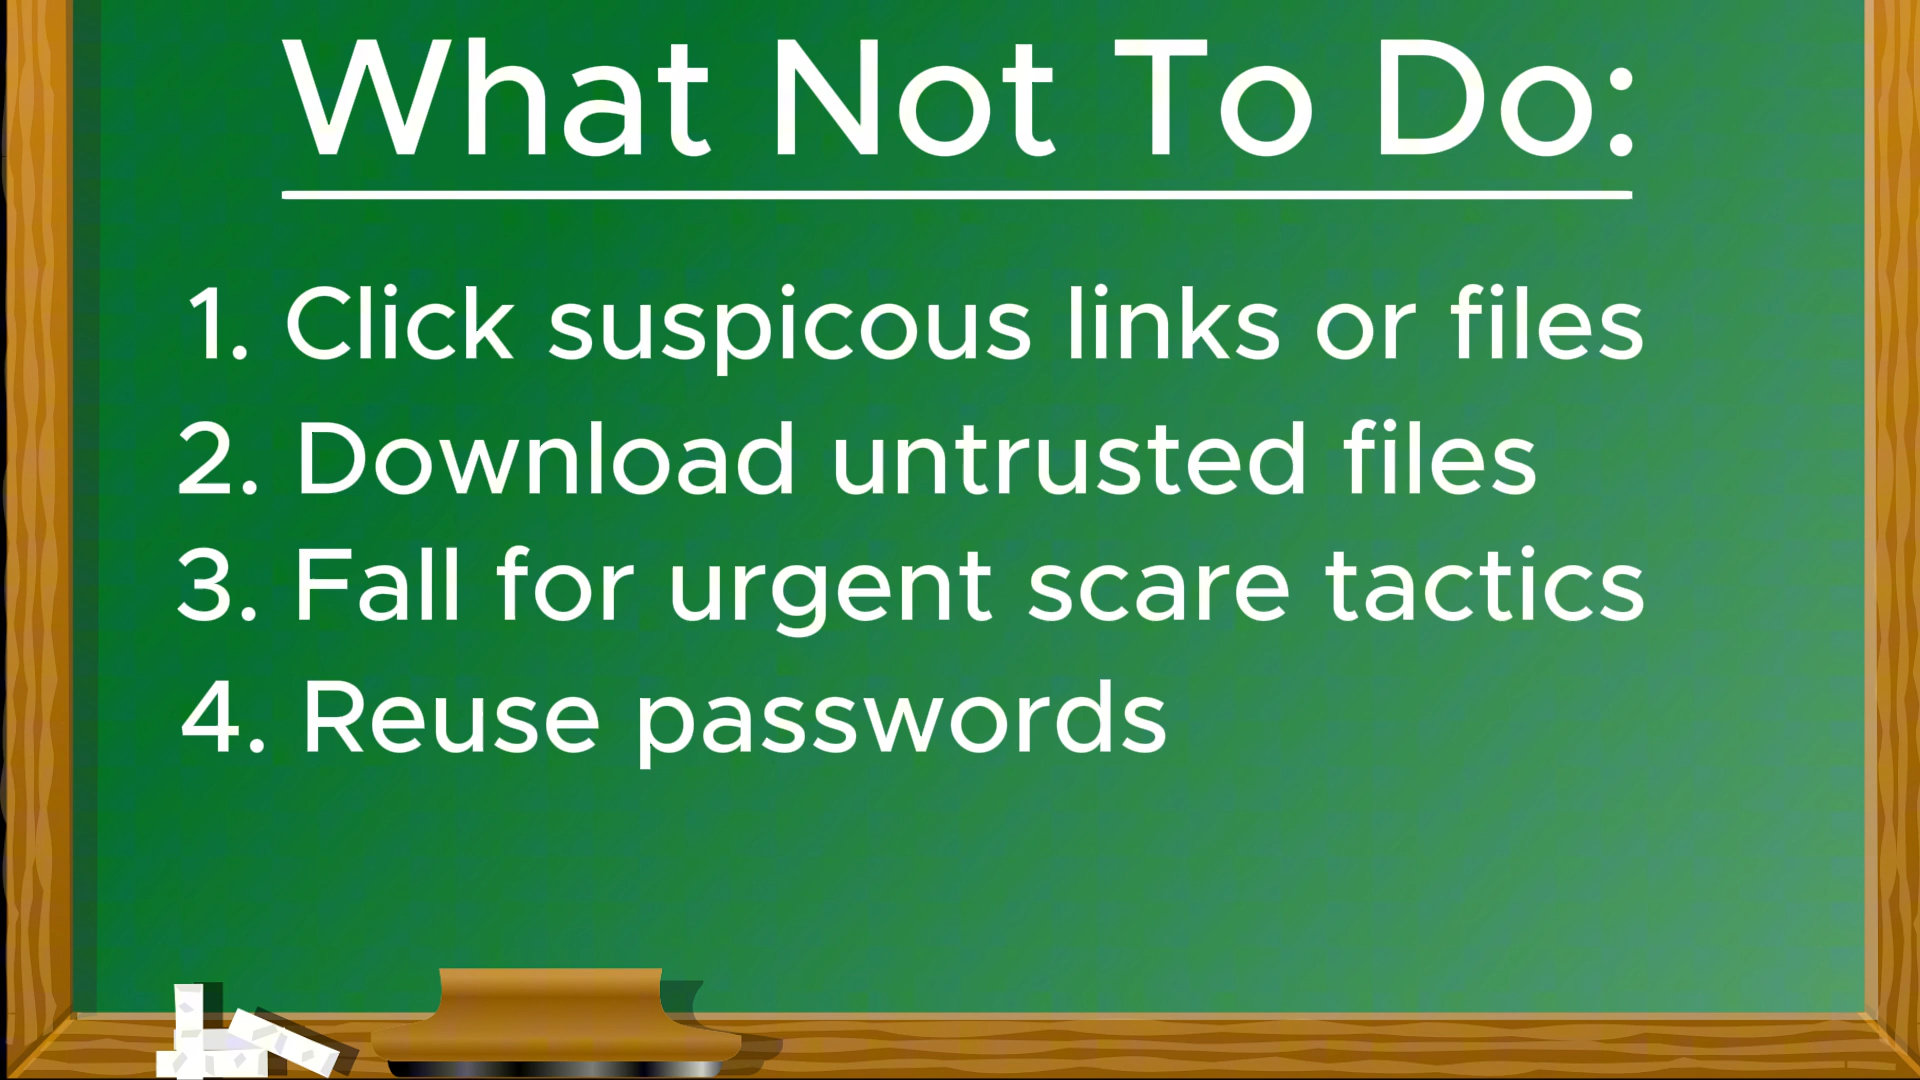 What Not To Do:
1. Click suspicous links or files
2. Download untrusted files
3. Fall for urgent scare tactics
4. Reuse passwords